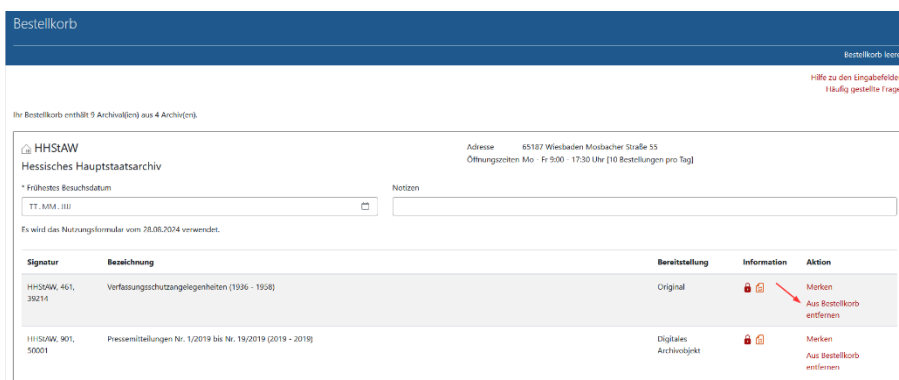 Bestellkorb
Bestellkorb leere
Hilfe zu den Eingabefelde
Häufig gestellte Frage
Ihr Bestellkorb enthält 9 Archival(ien) aus 4 Archiv(en).
HHStAW
Hessisches Hauptstaatsarchiv
Adresse 65187 Wiesbaden Mosbacher Straße 55
Öffnungszeiten Mo - Fr 9:00 - 17:30 Uhr [10 Bestellungen pro Tag]
* Frühestes Besuchsdatum Notizen
TT.MM.JJJJ
Es wird das Nutzungsformular vom 28.08.2024 verwendet.
Signatur Bezeichnung Bereitstellung Information Aktion
HHStAW, 461, Verfassungsschutzangelegenheiten (1936 - 1958) Original Merken
39214 Aus Bestellkorb
entfernen
HHStAW, 901, Pressemitteilungen Nr. 1/2019 bis Nr. 19/2019 (2019 - 2019) Digitales Merken
50001 Archivobjekt Aus Bestellkorb
entfernen